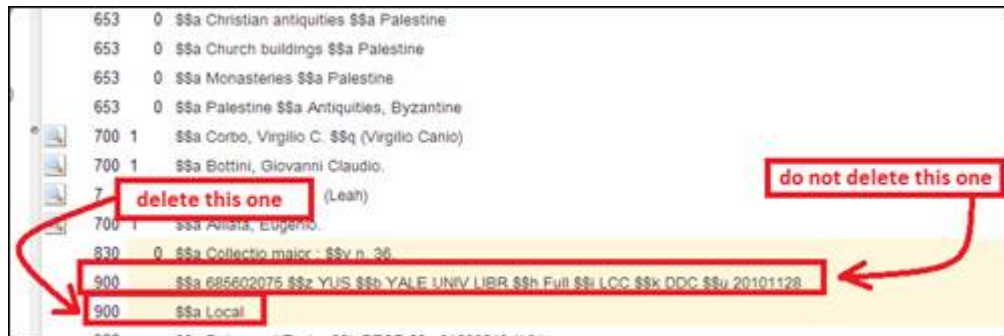 653 0 $$a Christian antiquities $$a Palestine
653 0 $$a Church buildings $$a Palestine
653 0 $$a Monasteries $$a Palestine
653 0 $$a Palestine $$a Antiquities, Byzantine
700 1 $$a Corbo, Virgilio C. $$q (Virgilio Canio)
700 1 $$a Bottini, Giovanni Claudio.
do not delete this one
7 (Leah)
delete this one
700 1 $$a Alliata, Eugenio.
830 0 $$a Collectio maior : $$v n. 36.
900 $$a 685602075 $$z YUS $$b YALE UNIV LIBR $$h Full $$i LCC $$k DDC $$u 20101128
900 $$a Local